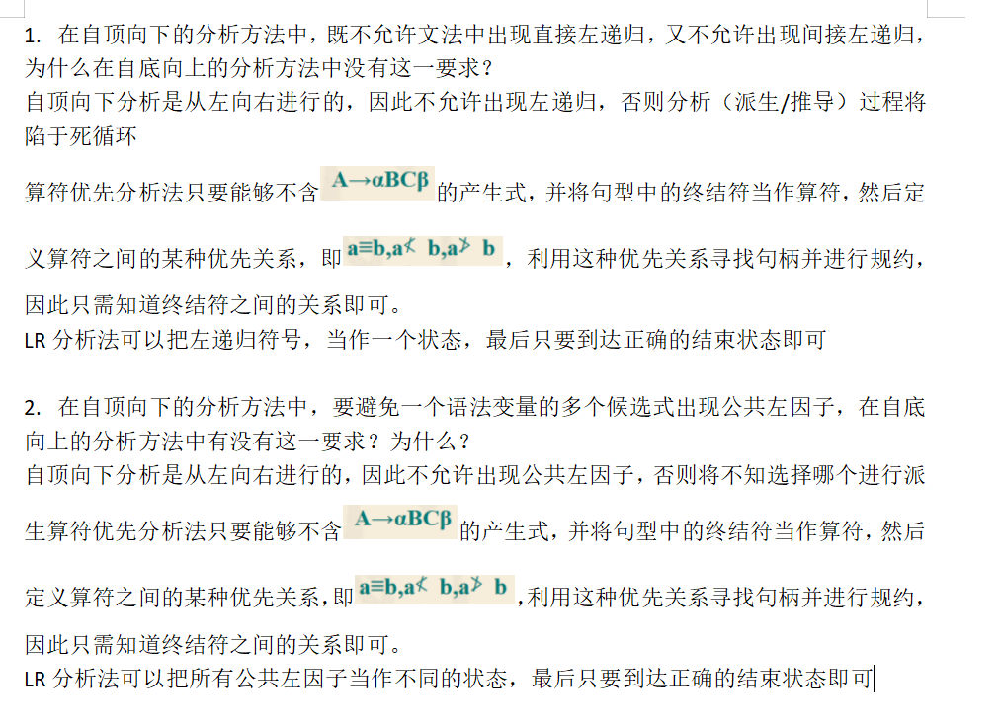 1. 在自顶向下的分析方法中，既不允许文法中出现直接左递归，又不允许出现间接左递归，
为什么在自底向上的分析方法中没有这一要求？
自顶向下分析是从左向右进行的，因此不允许出现左递归，否则分析（派生/推导）过程将
陷于死循环
算符优先分析法只要能够不含 A→αBCβ 的产生式，并将句型中的终结符当作算符，然后定
义算符之间的某种优先关系，即 a≡b,a⋖ b,a⋗ b ，利用这种优先关系寻找句柄并进行规约，
因此只需知道终结符之间的关系即可。
LR 分析法可以把左递归符号，当作一个状态，最后只要到达正确的结束状态即可
2. 在自顶向下的分析方法中，要避免一个语法变量的多个候选式出现公共左因子，在自底
向上的分析方法中有没有这一要求？为什么？
自顶向下分析是从左向右进行的，因此不允许出现公共左因子，否则将不知选择哪个进行派
生算符优先分析法只要能够不含 A→αBCβ 的产生式，并将句型中的终结符当作算符，然后
定义算符之间的某种优先关系，即 a≡b,a⋖ b,a⋗ b ，利用这种优先关系寻找句柄并进行规约，
因此只需知道终结符之间的关系即可。
LR 分析法可以把所有公共左因子当作不同的状态，最后只要到达正确的结束状态即可